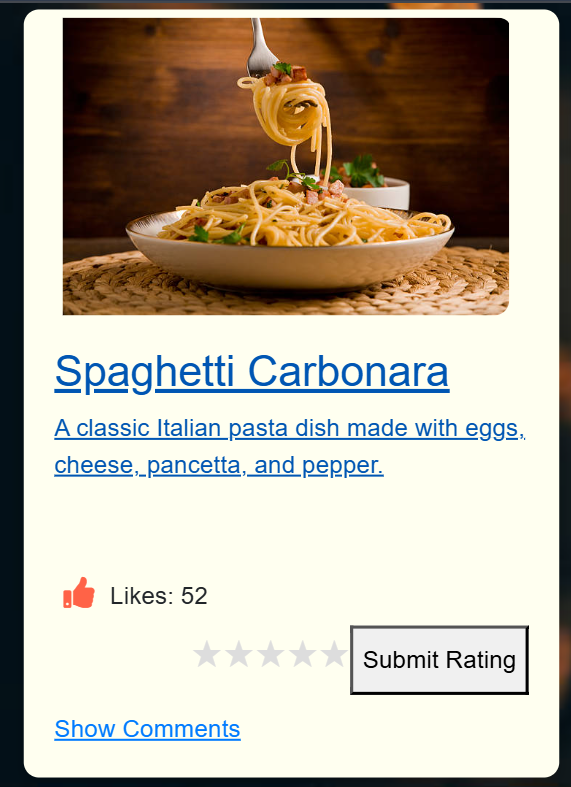 Spaghetti Carbonara
A classic Italian pasta dish made with eggs,
cheese, pancetta, and pepper.
Likes: 52
Submit Rating
Show Comments